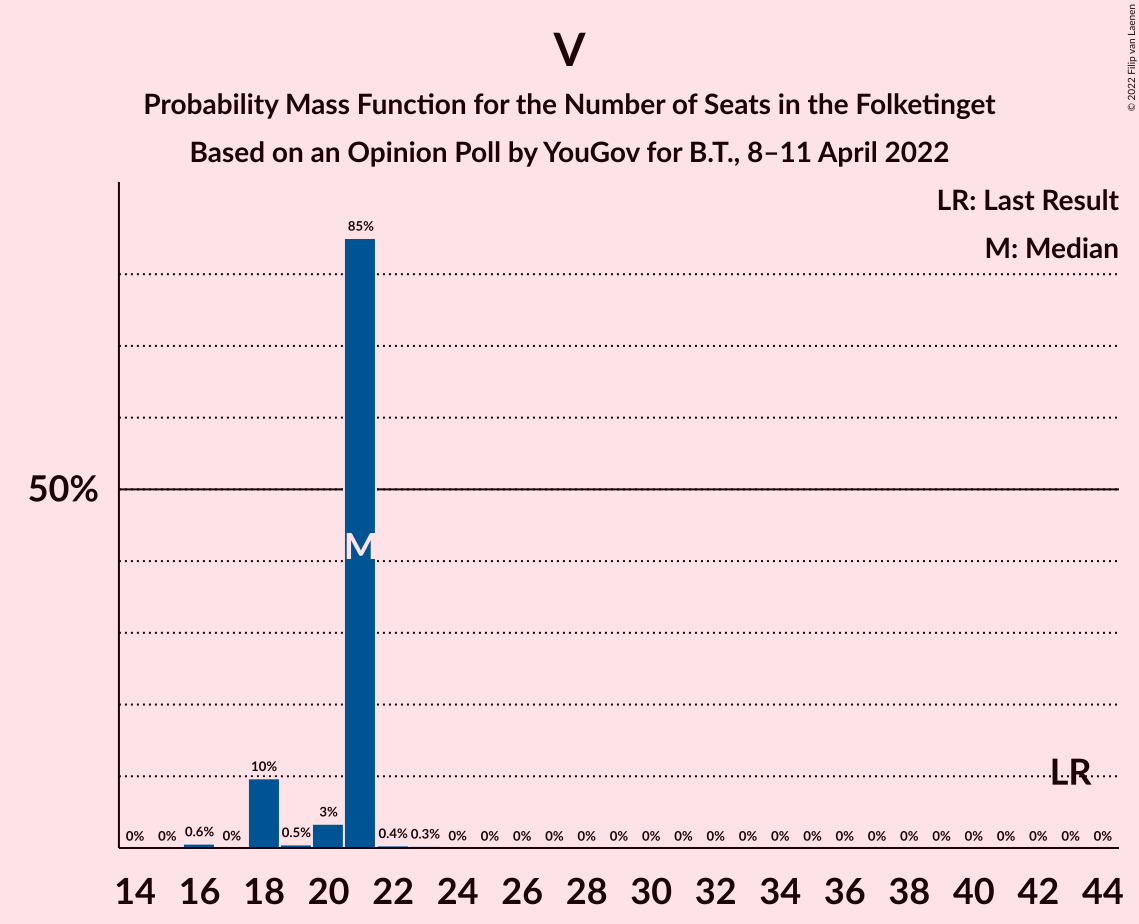 V
Probability Mass Function for the Number of Seats in the Folketinget
Based on an Opinion Poll by YouGov for B.T., 8–11 April 2022
© 2022 Filip van Laenen
LR: Last Result
M: Median
85%
50%
M
10%
LR
3%
0% 0% 0.6% 0% 0.5% 0.4% 0.3% 0% 0% 0% 0% 0% 0% 0% 0% 0% 0% 0% 0% 0% 0% 0% 0% 0% 0% 0% 0% 0%
14 16 18 20 22 24 26 28 30 32 34 36 38 40 42 44